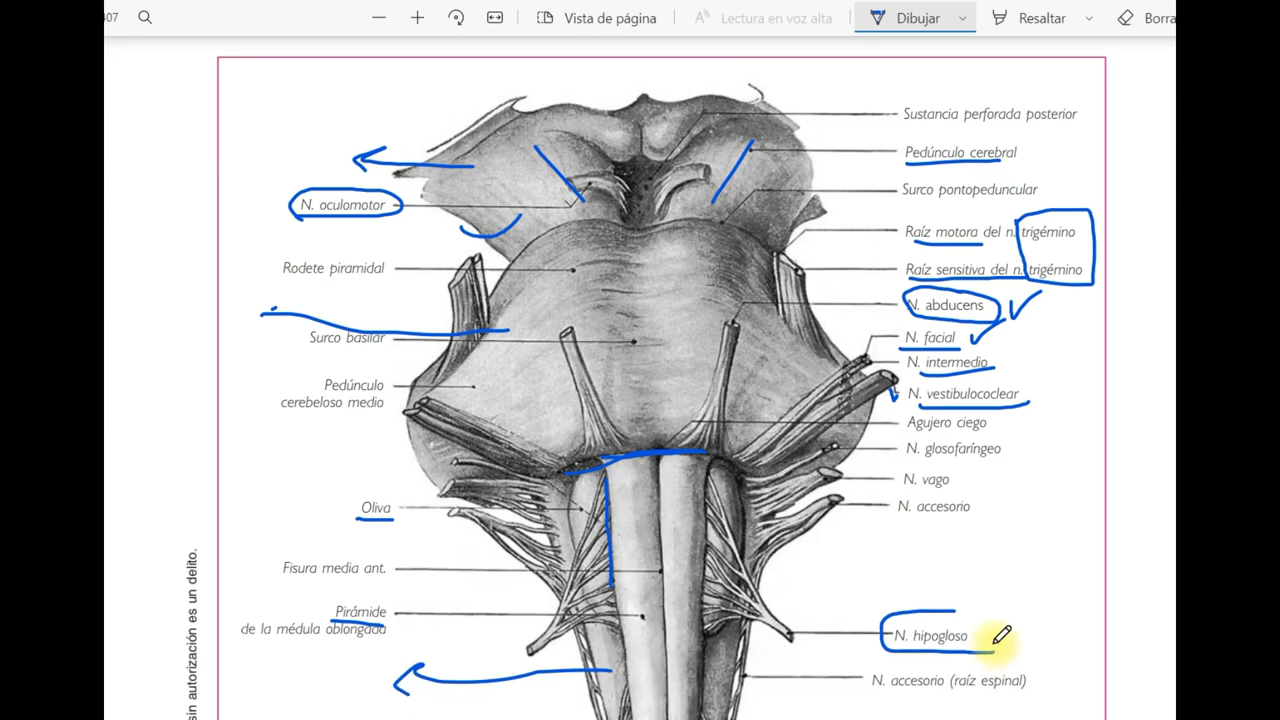 407
Vista de página
Lectura en voz alta
Dibujar
Resaltar
Borra
Sustancia perforada posterior
Pedúnculo cerebral
N. oculomotor
Surco pontopeduncular
Raíz motora del n. trigémino
Rodete piramidal
Raíz sensitiva del n. trigémino
N. abducens
Surco basilar
N. facial
N. intermedio
Pedúnculo
cerebeloso medio
N. vestibulococlear
Agujero ciego
N. glosofaríngeo
N. vago
Oliva
N. accesorio
Fisura media ant.
Pirámide
de la médula oblongada
N. hipogloso
N. accesorio (raíz espinal)
sin autorización es un delito.